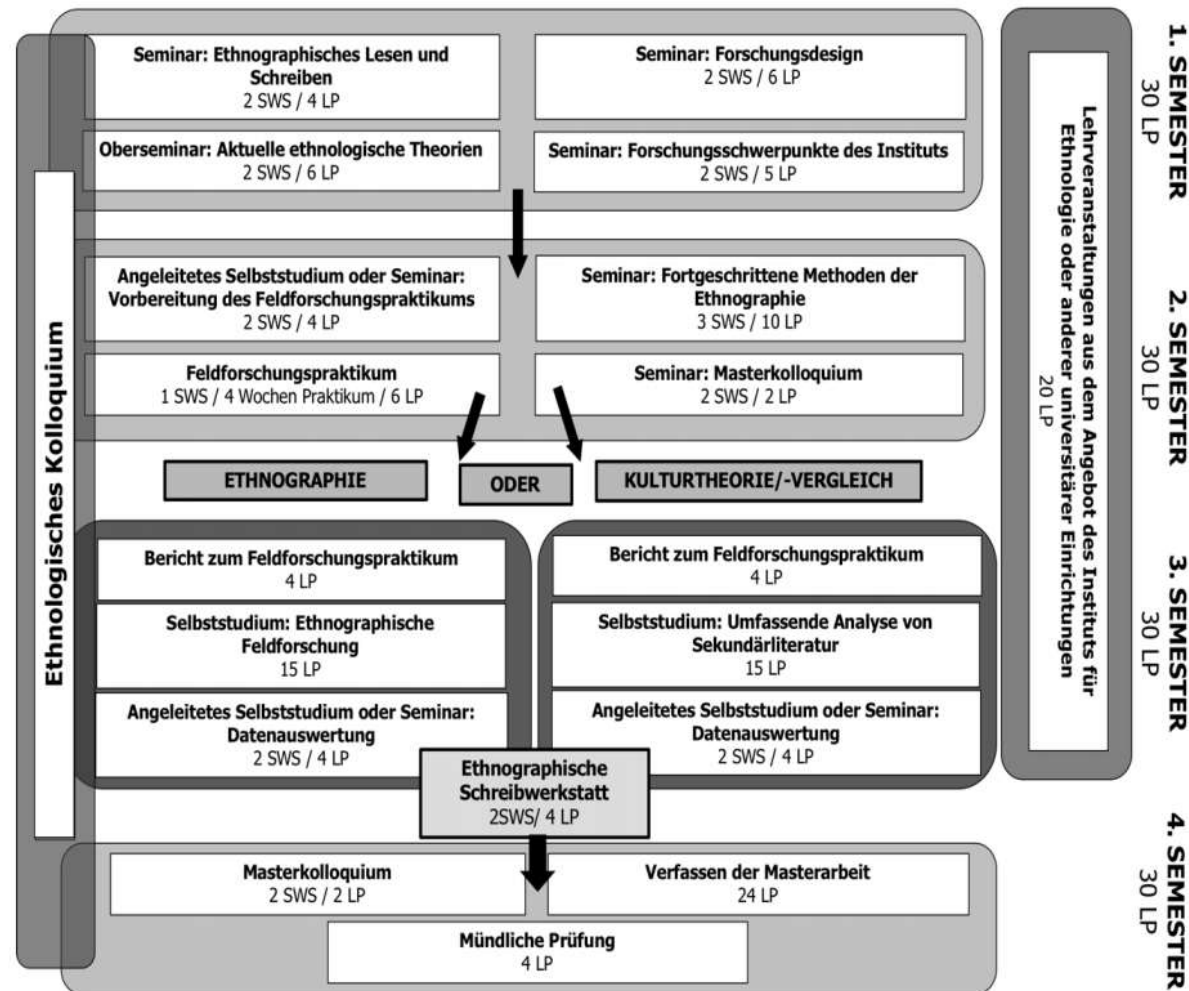 Ethnologisches Kolloquium
Seminar: Ethnographisches Lesen und
Schreiben
2 SWS / 4 LP
Seminar: Forschungsdesign
2 SWS / 6 LP
Oberseminar: Aktuelle ethnologische Theorien
2 SWS / 6 LP
Seminar: Forschungsschwerpunkte des Instituts
2 SWS / 5 LP
Angeleitetes Selbststudium oder Seminar:
Vorbereitung des Feldforschungspraktikums
2 SWS / 4 LP
Seminar: Fortgeschrittene Methoden der
Ethnographie
3 SWS / 10 LP
Feldforschungspraktikum
1 SWS / 4 Wochen Praktikum / 6 LP
Seminar: Masterkolloquium
2 SWS / 2 LP
ETHNOGRAPHIE
ODER
KULTURTHEORIE/-VERGLEICH
Bericht zum Feldforschungspraktikum
4 LP
Selbststudium: Ethnographische
Feldforschung
15 LP
Angeleitetes Selbststudium oder Seminar:
Datenauswertung
2 SWS / 4 LP
Bericht zum Feldforschungspraktikum
4 LP
Selbststudium: Umfassende Analyse von
Sekundärliteratur
15 LP
Angeleitetes Selbststudium oder Seminar:
Datenauswertung
2 SWS / 4 LP
Ethnographische
Schreibwerkstatt
2SWS/ 4 LP
Masterkolloquium
2 SWS / 2 LP
Verfassen der Masterarbeit
24 LP
Mündliche Prüfung
4 LP
Lehrveranstaltungen aus dem Angebot des Instituts für
Ethnologie oder anderer universitärer Einrichtungen
20 LP
1. SEMESTER
30 LP
2. SEMESTER
30 LP
3. SEMESTER
30 LP
4. SEMESTER
30 LP